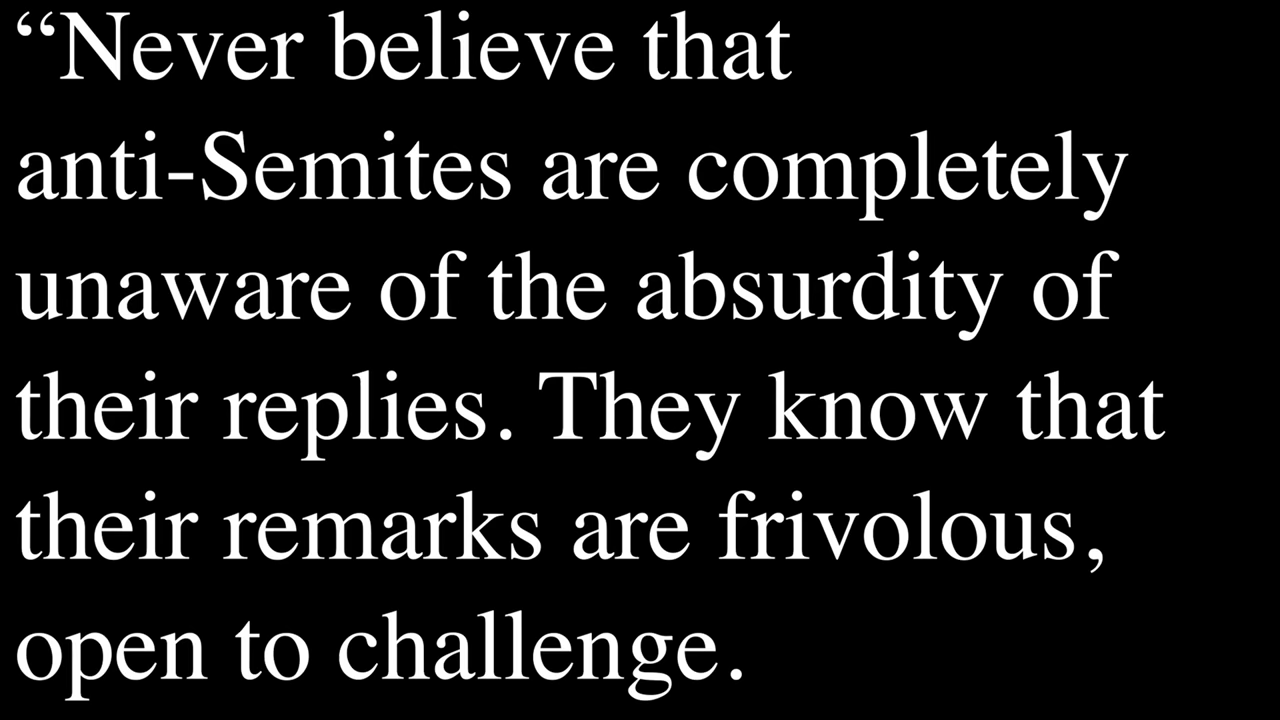 “Never believe that
anti-Semites are completely
unaware of the absurdity of
their replies. They know that
their remarks are frivolous,
open to challenge.